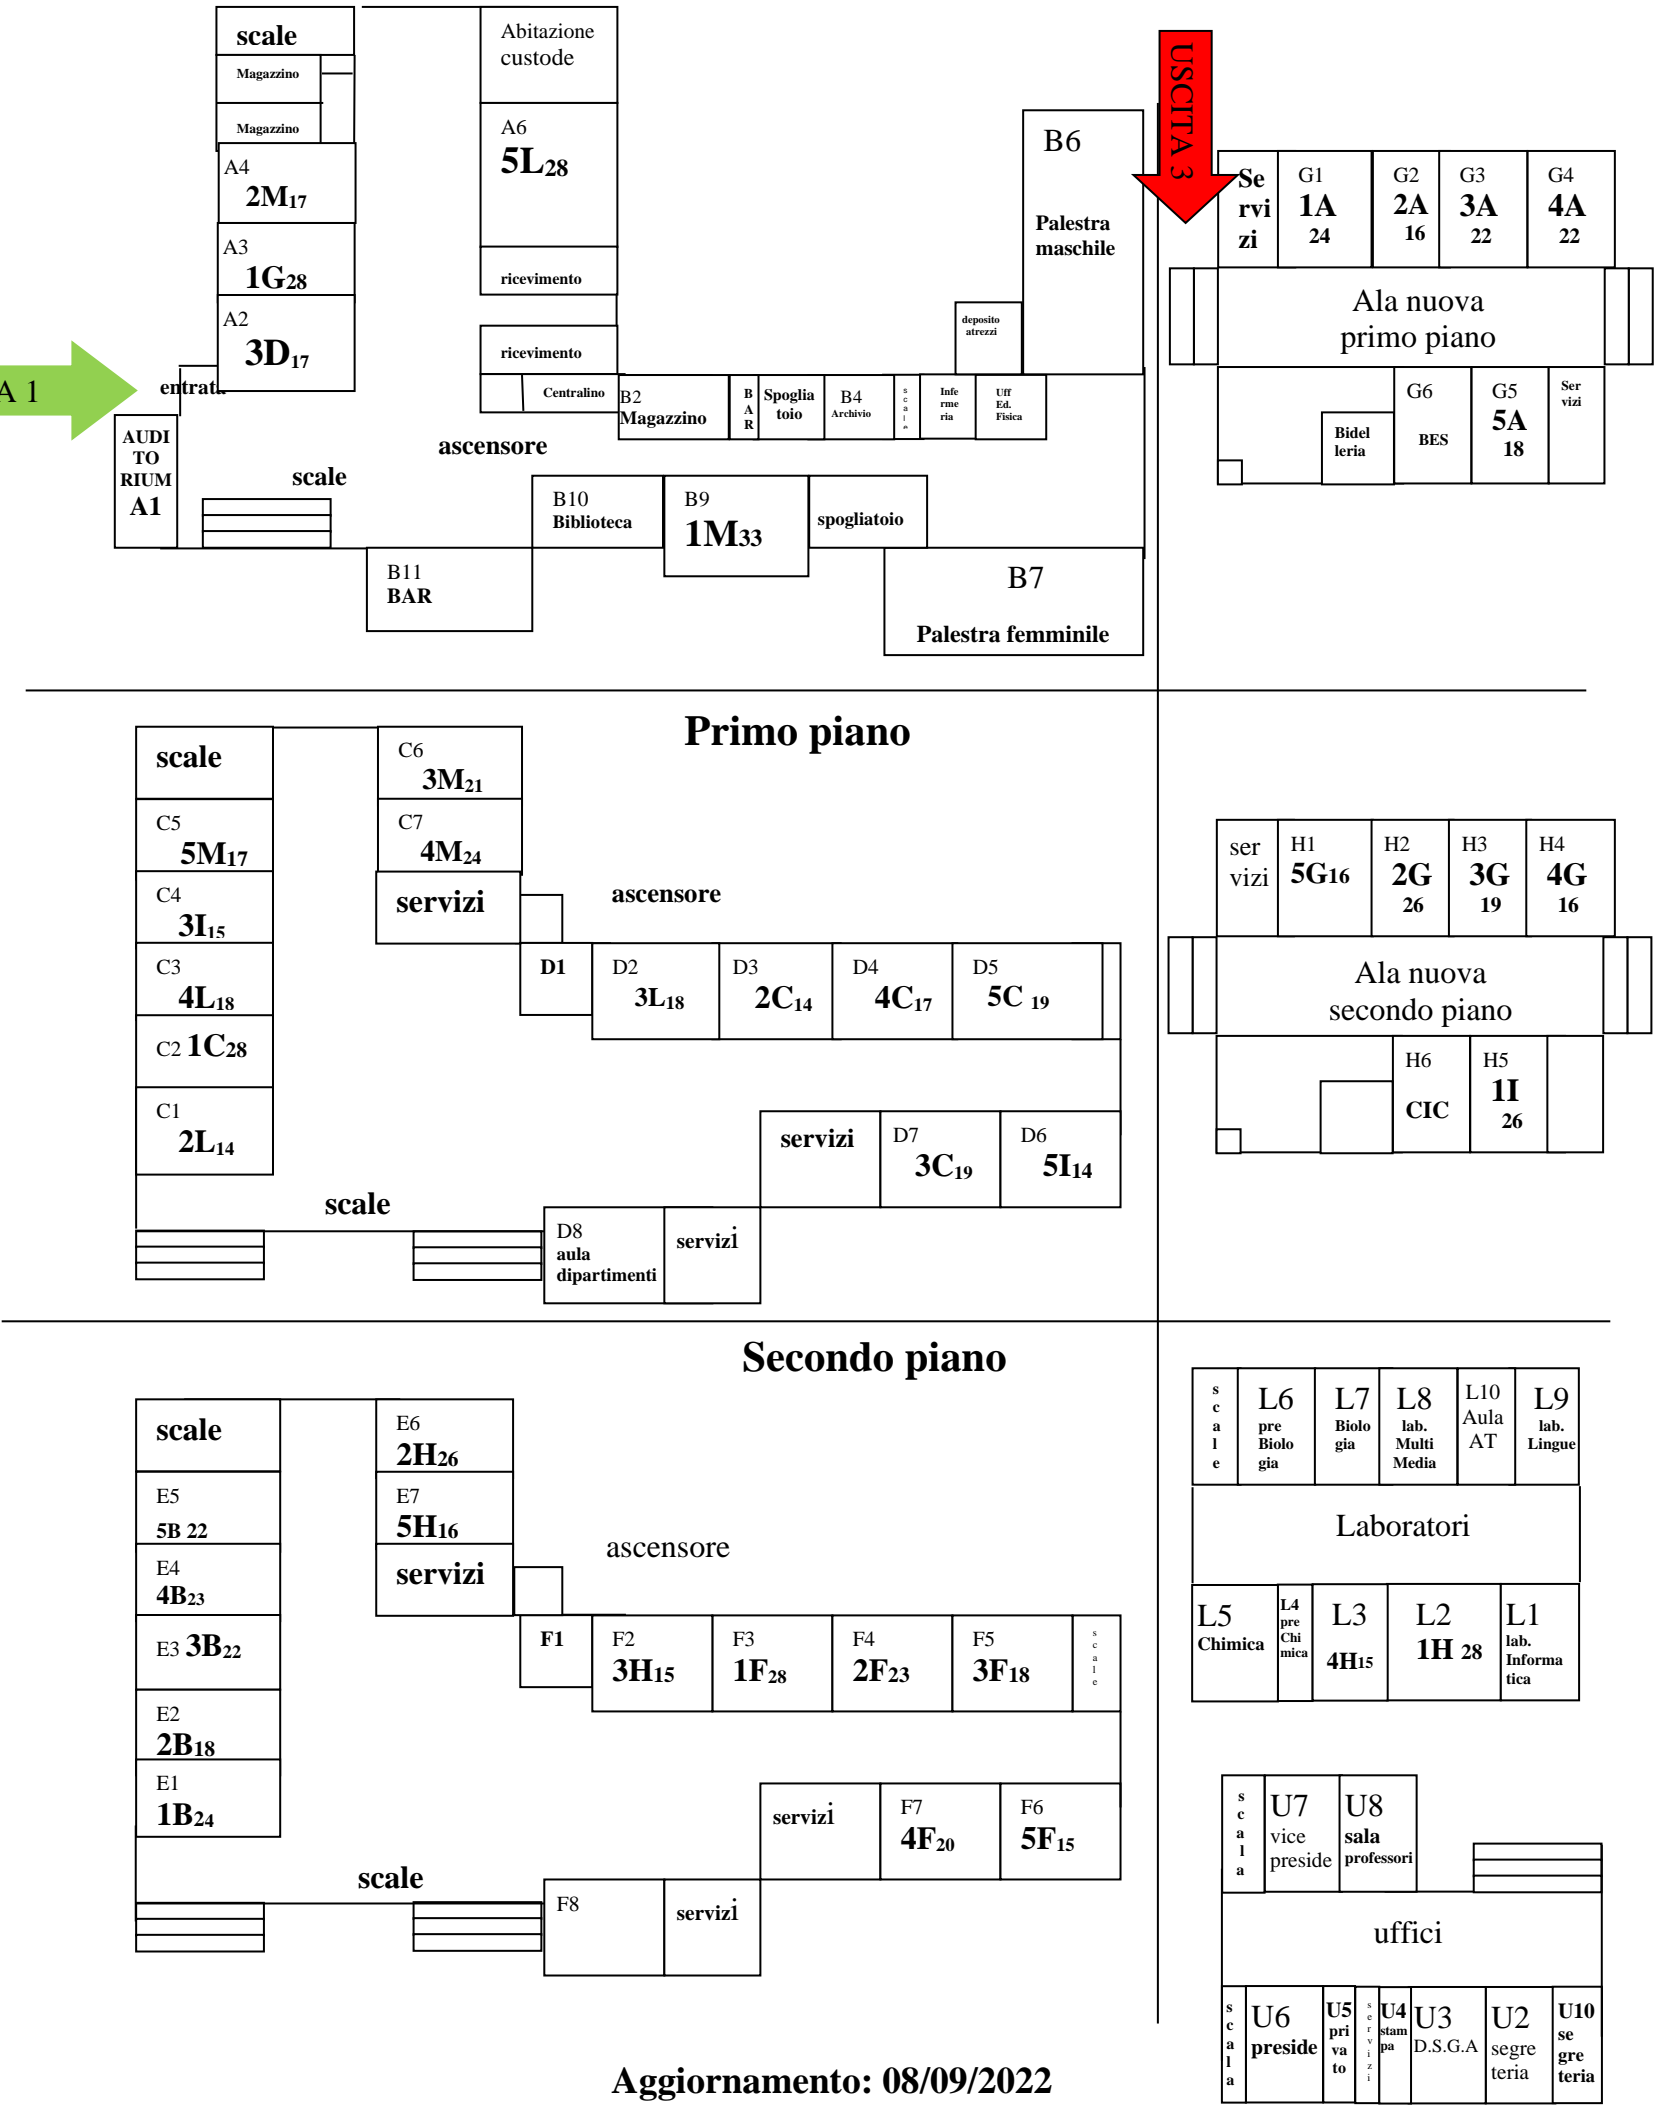 scale
Magazzino
Magazzino
A4
2M17
A3
1G28
A2
3D17
entrata
A 1
AUDI
TO
RIUM
A1
scale
Abitazione
custode
A6
5L28
ricevimento
ricevimento
Centralino
ascensore
B2
Magazzino
B
A
R
Spoglia
toio
B4
Archivio
s
c
a
l
e
Infe
rme
ria
Uff
Ed.
Fisica
deposito
atrezzi
B6
Palestra
maschile
B10
Biblioteca
B9
1M33
spogliatoio
B11
BAR
B7
Palestra femminile
USCITA 3
Se
rvi
zi
G1
1A
24
G2
2A
16
G3
3A
22
G4
4A
22
Ala nuova
primo piano
Bidel
leria
G6
BES
G5
5A
18
Ser
vizi
Primo piano
scale
C5
5M17
C4
3I15
C3
4L18
C2 1C28
C1
2L14
C6
3M21
C7
4M24
servizi
ascensore
D1
D2
3L18
D3
2C14
D4
4C17
D5
5C 19
servizi
D7
3C19
D6
5I14
scale
D8
aula
dipartimenti
servizi
ser
vizi
H1
5G16
H2
2G
26
H3
3G
19
H4
4G
16
Ala nuova
secondo piano
H6
CIC
H5
1I
26
Secondo piano
scale
E5
5B 22
E4
4B23
E3 3B22
E2
2B18
E1
1B24
E6
2H26
E7
5H16
servizi
ascensore
F1
F2
3H15
F3
1F28
F4
2F23
F5
3F18
s
c
a
l
e
servizi
F7
4F20
F6
5F15
scale
F8
servizi
s
c
a
l
e
L6
pre
Biolo
gia
L7
Biolo
gia
L8
lab.
Multi
Media
L10
Aula
AT
L9
lab.
Lingue
Laboratori
L5
Chimica
L4
pre
Chi
mica
L3
4H15
L2
1H 28
L1
lab.
Informa
tica
s
c
a
l
a
U7
vice
preside
U8
sala
professori
uffici
s
c
a
l
a
U6
preside
U5
pri
va
to
s
e
r
v
i
z
i
U4
stam
pa
U3
D.S.G.A
U2
segre
teria
U10
se
gre
teria
Aggiornamento: 08/09/2022